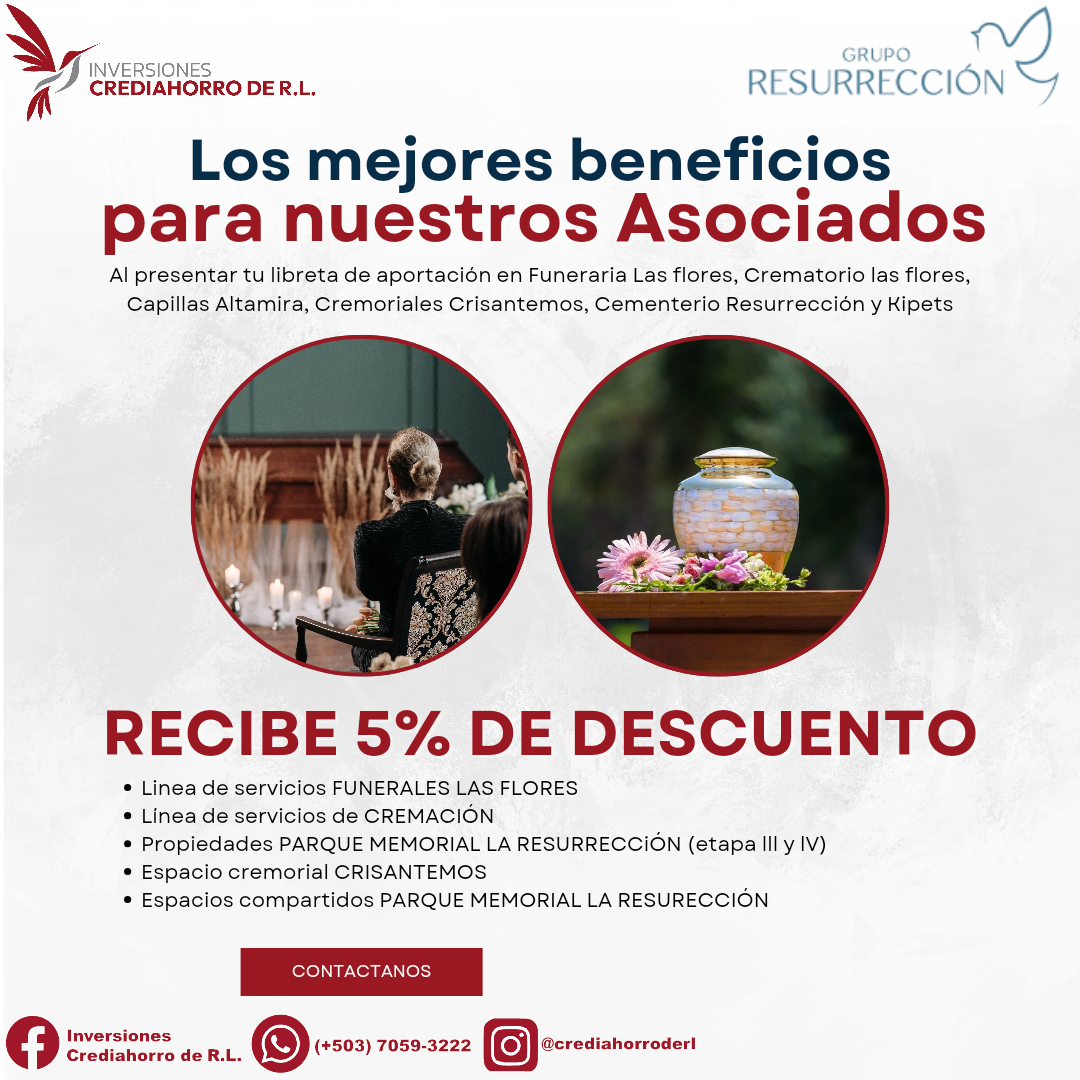 INVERSIONES
CREDIAHORRO DE R.L.
GRUPO
RESURRECCIÓN
Los mejores beneficios
para nuestros Asociados
Al presentar tu libreta de aportación en Funeraria Las flores, Crematorio las flores,
Capillas Altamira, Cremoriales Crisantemos, Cementerio Resurrección y Kipets
RECIBE 5% DE DESCUENTO
• Linea de servicios FUNERALES LAS FLORES
• Línea de servicios de CREMACIÓN
• Propiedades PARQUE MEMORIAL LA RESURRECCiÓN (etapa lll y lV)
• Espacio cremorial CRISANTEMOS
• Espacios compartidos PARQUE MEMORIAL LA RESURECCIÓN
CONTACTANOS
Inversiones
Crediahorro de R.L.
(+503) 7059-3222
@crediahorroderl